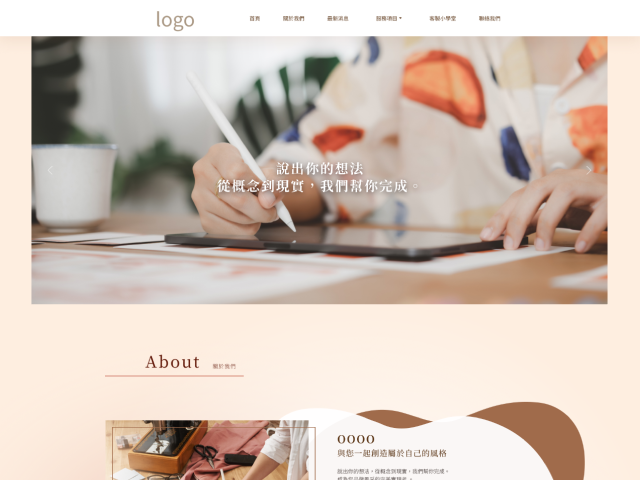 logo
首頁
關於我們
最新消息
服務項目
客製小學堂
聯絡我們
說出你的想法
從概念到現實，我們幫你完成。
About
關於我們
OOOO
與您一起創造屬於自己的風格
說出你的想法，從概念到現實，我們幫你完成。